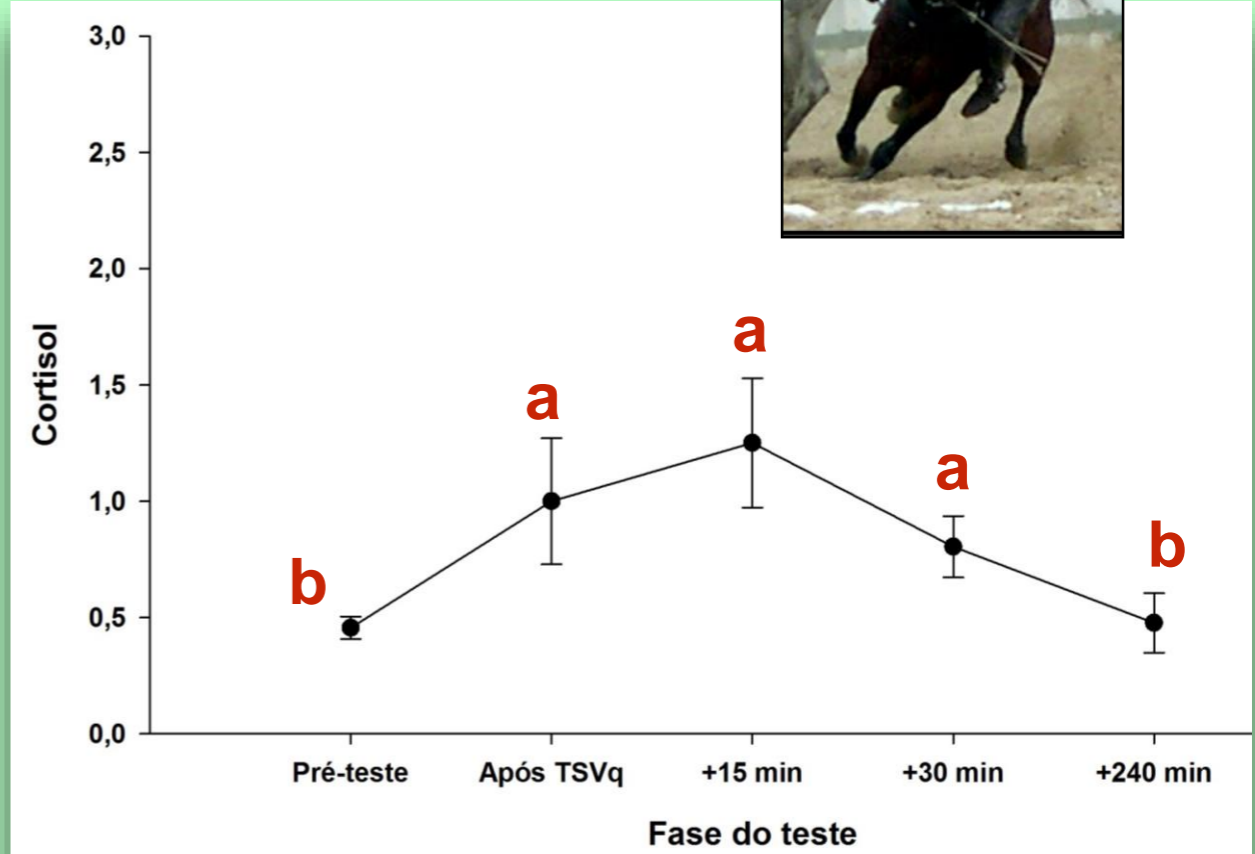 3,0
2,5
2,0
1,5
1,0
0,5
0,0
Cortisol
b
a
a
a
b
Pré-teste Após TSVq +15 min +30 min +240 min
Fase do teste